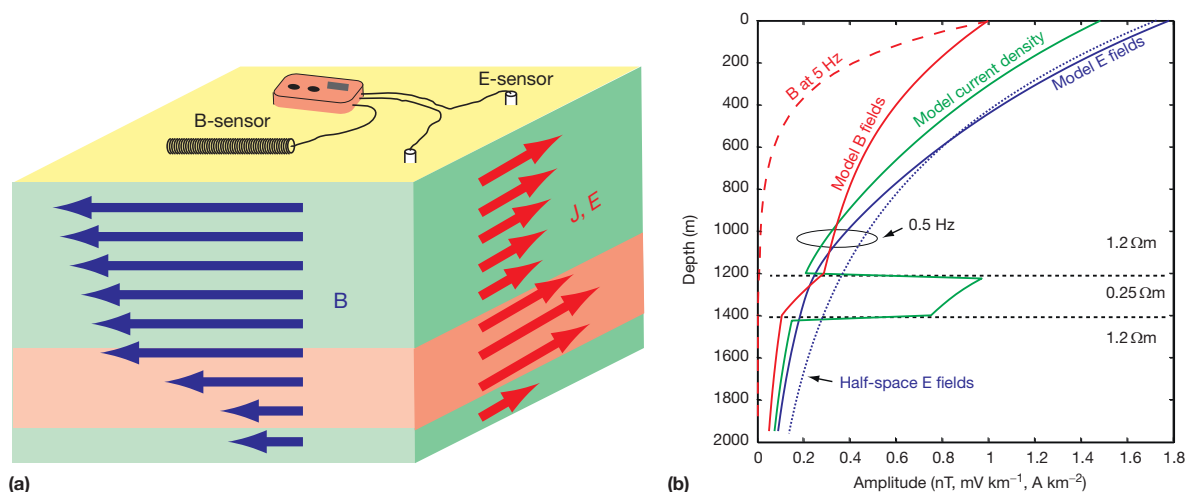 E-sensor
B-sensor
J, E
B
(a)
Amplitude (nT, mV km⁻¹, A km⁻²)
0 0.2 0.4 0.6 0.8 1 1.2 1.4 1.6 1.8
Depth (m)
0
200
400
600
800
1000
1200
1400
1600
1800
2000
B at 5 Hz
Model B fields
Model current density
Model E fields
0.5 Hz
1.2 Ωm
0.25 Ωm
1.2 Ωm
Half-space E fields
(b)